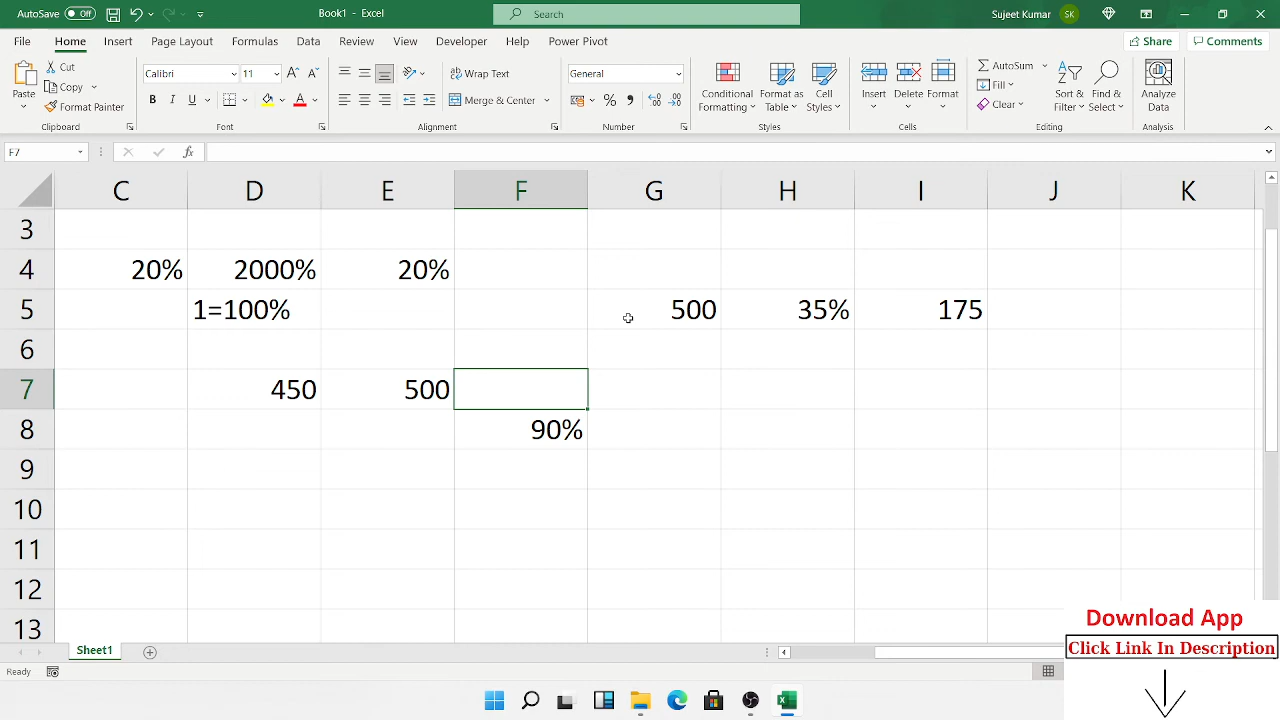 AutoSave Off Book1 - Excel Search Sujeet Kumar SK
File Home Insert Page Layout Formulas Data Review View Developer Help Power Pivot Share Comments
Paste Cut Copy Format Painter Clipboard
Calibri 11 B I U A Font
Wrap Text Merge & Center Alignment
General % , Number
Conditional Formatting Format as Table Cell Styles Styles
Insert Delete Format Cells
AutoSum Fill Clear Sort & Filter Find & Select Editing
Analyze Data Analysis
F7 fx
C D E F G H I J K
3
4 20% 2000% 20%
5 1=100% 500 35% 175
6
7 450 500
8 90%
9
10
11
12
13
Download App
Click Link In Description
Sheet1
Ready